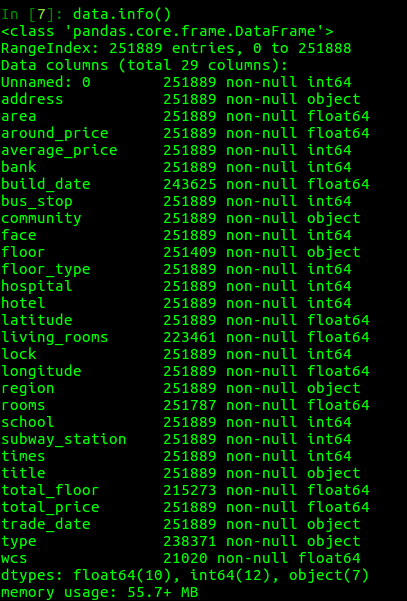 In [7]: data.info()
<class 'pandas.core.frame.DataFrame'>
RangeIndex: 251889 entries, 0 to 251888
Data columns (total 29 columns):
Unnamed: 0        251889 non-null int64
address           251889 non-null object
area              251889 non-null float64
around_price      251889 non-null float64
average_price     251889 non-null int64
bank              251889 non-null int64
build_date        243625 non-null float64
bus_stop          251889 non-null int64
community         251889 non-null object
face              251889 non-null int64
floor             251409 non-null object
floor_type        251889 non-null int64
hospital          251889 non-null int64
hotel             251889 non-null int64
latitude          251889 non-null float64
living_rooms      223461 non-null float64
lock              251889 non-null int64
longitude         251889 non-null float64
region            251889 non-null object
rooms             251787 non-null float64
school            251889 non-null int64
subway_station    251889 non-null int64
times             251889 non-null int64
title             251889 non-null object
total_floor       215273 non-null float64
total_price       251889 non-null float64
trade_date        251889 non-null object
type              238371 non-null object
wcs               21020 non-null float64
dtypes: float64(10), int64(12), object(7)
memory usage: 55.7+ MB